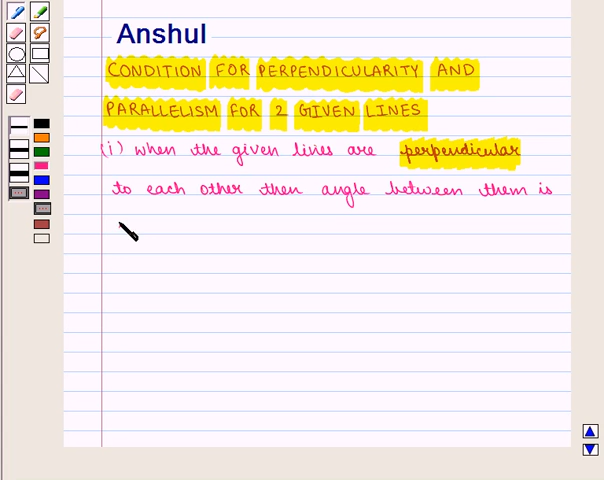 Anshul
CONDITION FOR PERPENDICULARITY AND
PARALLELISM FOR 2 GIVEN LINES
(i) when the given lines are perpendicular
to each other then angle between them is